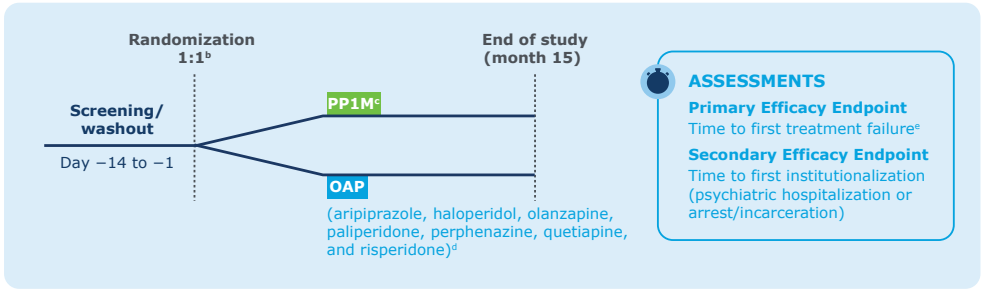 Randomization
1:1ᵇ
End of study
(month 15)
Screening/
washout
Day −14 to −1
PP1Mᶜ
OAP
(aripiprazole, haloperidol, olanzapine,
paliperidone, perphenazine, quetiapine,
and risperidone)ᵈ
ASSESSMENTS
Primary Efficacy Endpoint
Time to first treatment failureᵉ
Secondary Efficacy Endpoint
Time to first institutionalization
(psychiatric hospitalization or
arrest/incarceration)